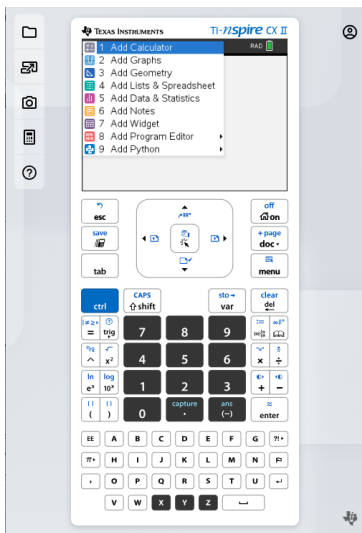 TEXAS INSTRUMENTS TI-nspire CX II
1 Add Calculator PAD
2 Add Graphs
3 Add Geometry
4 Add Lists & Spreadsheet
5 Add Data & Statistics
6 Add Notes
7 Add Widget
8 Add Program Editor
9 Add Python
esc
off
on
save
+ page
doc
tab
menu
ctrl
CAPS
shift
sto→
var
clear
del
= trig 7 8 9
^ x² 4 5 6 × ÷
ln log
eˣ 10ˣ 1 2 3 + −
capture ans
( ) 0 . (−) enter
EE A B C D E F G ?!
π H I J K L M N
, O P Q R S T U
V W X Y Z